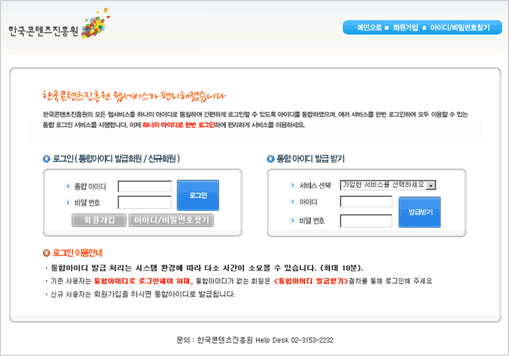 한국콘텐츠진흥원
메인으로 회원가입 아이디/비밀번호찾기
한국콘텐츠진흥원 웹서비스가 편리해졌습니다
한국콘텐츠진흥원의 모든 웹서비스를 하나의 아이디로 동일하여 간편하게 로그인할 수 있도록 아이디를 통합하였으며, 여러 서비스를 한번 로그인하여 모두 이용할 수 있는
통합 로그인 서비스를 시행합니다. 이제 하나의 아이디로 한번 로그인하여 편리하게 서비스를 이용하세요.
로그인 ( 통합아이디 발급회원 / 신규회원 )
통합 아이디
비밀 번호
로그인
회원가입 아이디/비밀번호찾기
통합 아이디 발급 받기
서비스 선택 가입한 서비스를 선택하세요
아이디
비밀 번호
발급받기
로그인 이용안내
· 통합아이디 발급 처리는 시스템 환경에 따라 다소 시간이 소요될 수 있습니다. (최대 10분).
· 기존 사용자는 통합아이디로 로그인해야 하며, 통합아이디가 없는 회원은 <통합아이디 발급받기>절차를 통해 로그인해 주세요
· 신규 사용자는 회원가입을 하시면 통합아이디로 발급됩니다.
문의 : 한국콘텐츠진흥원 Help Desk 02-3153-2232